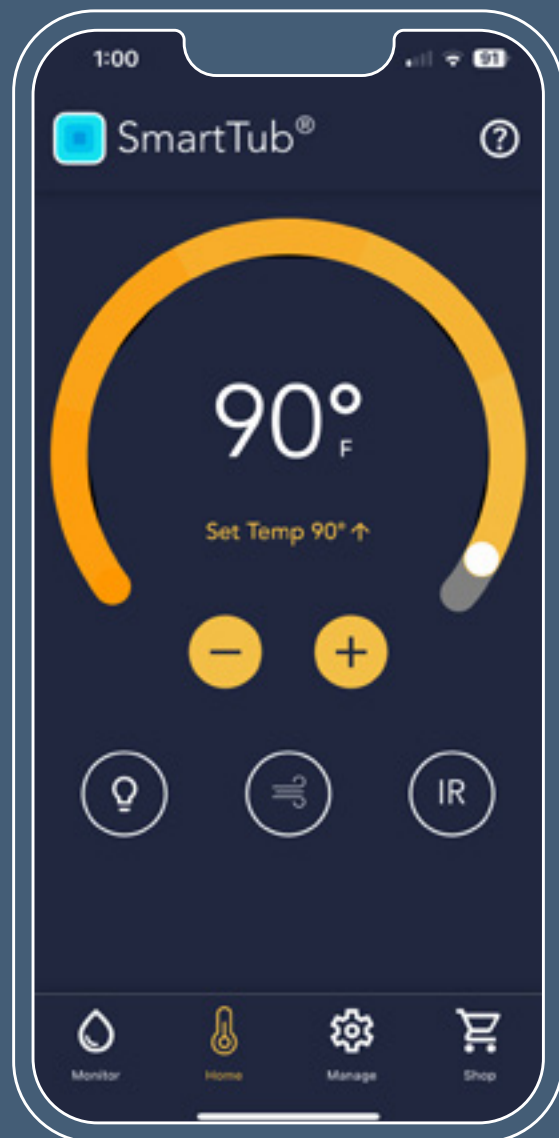 1:00
91
SmartTub®
?
90°
F
Set Temp 90° ↑
− +
IR
Monitor Home Manage Shop